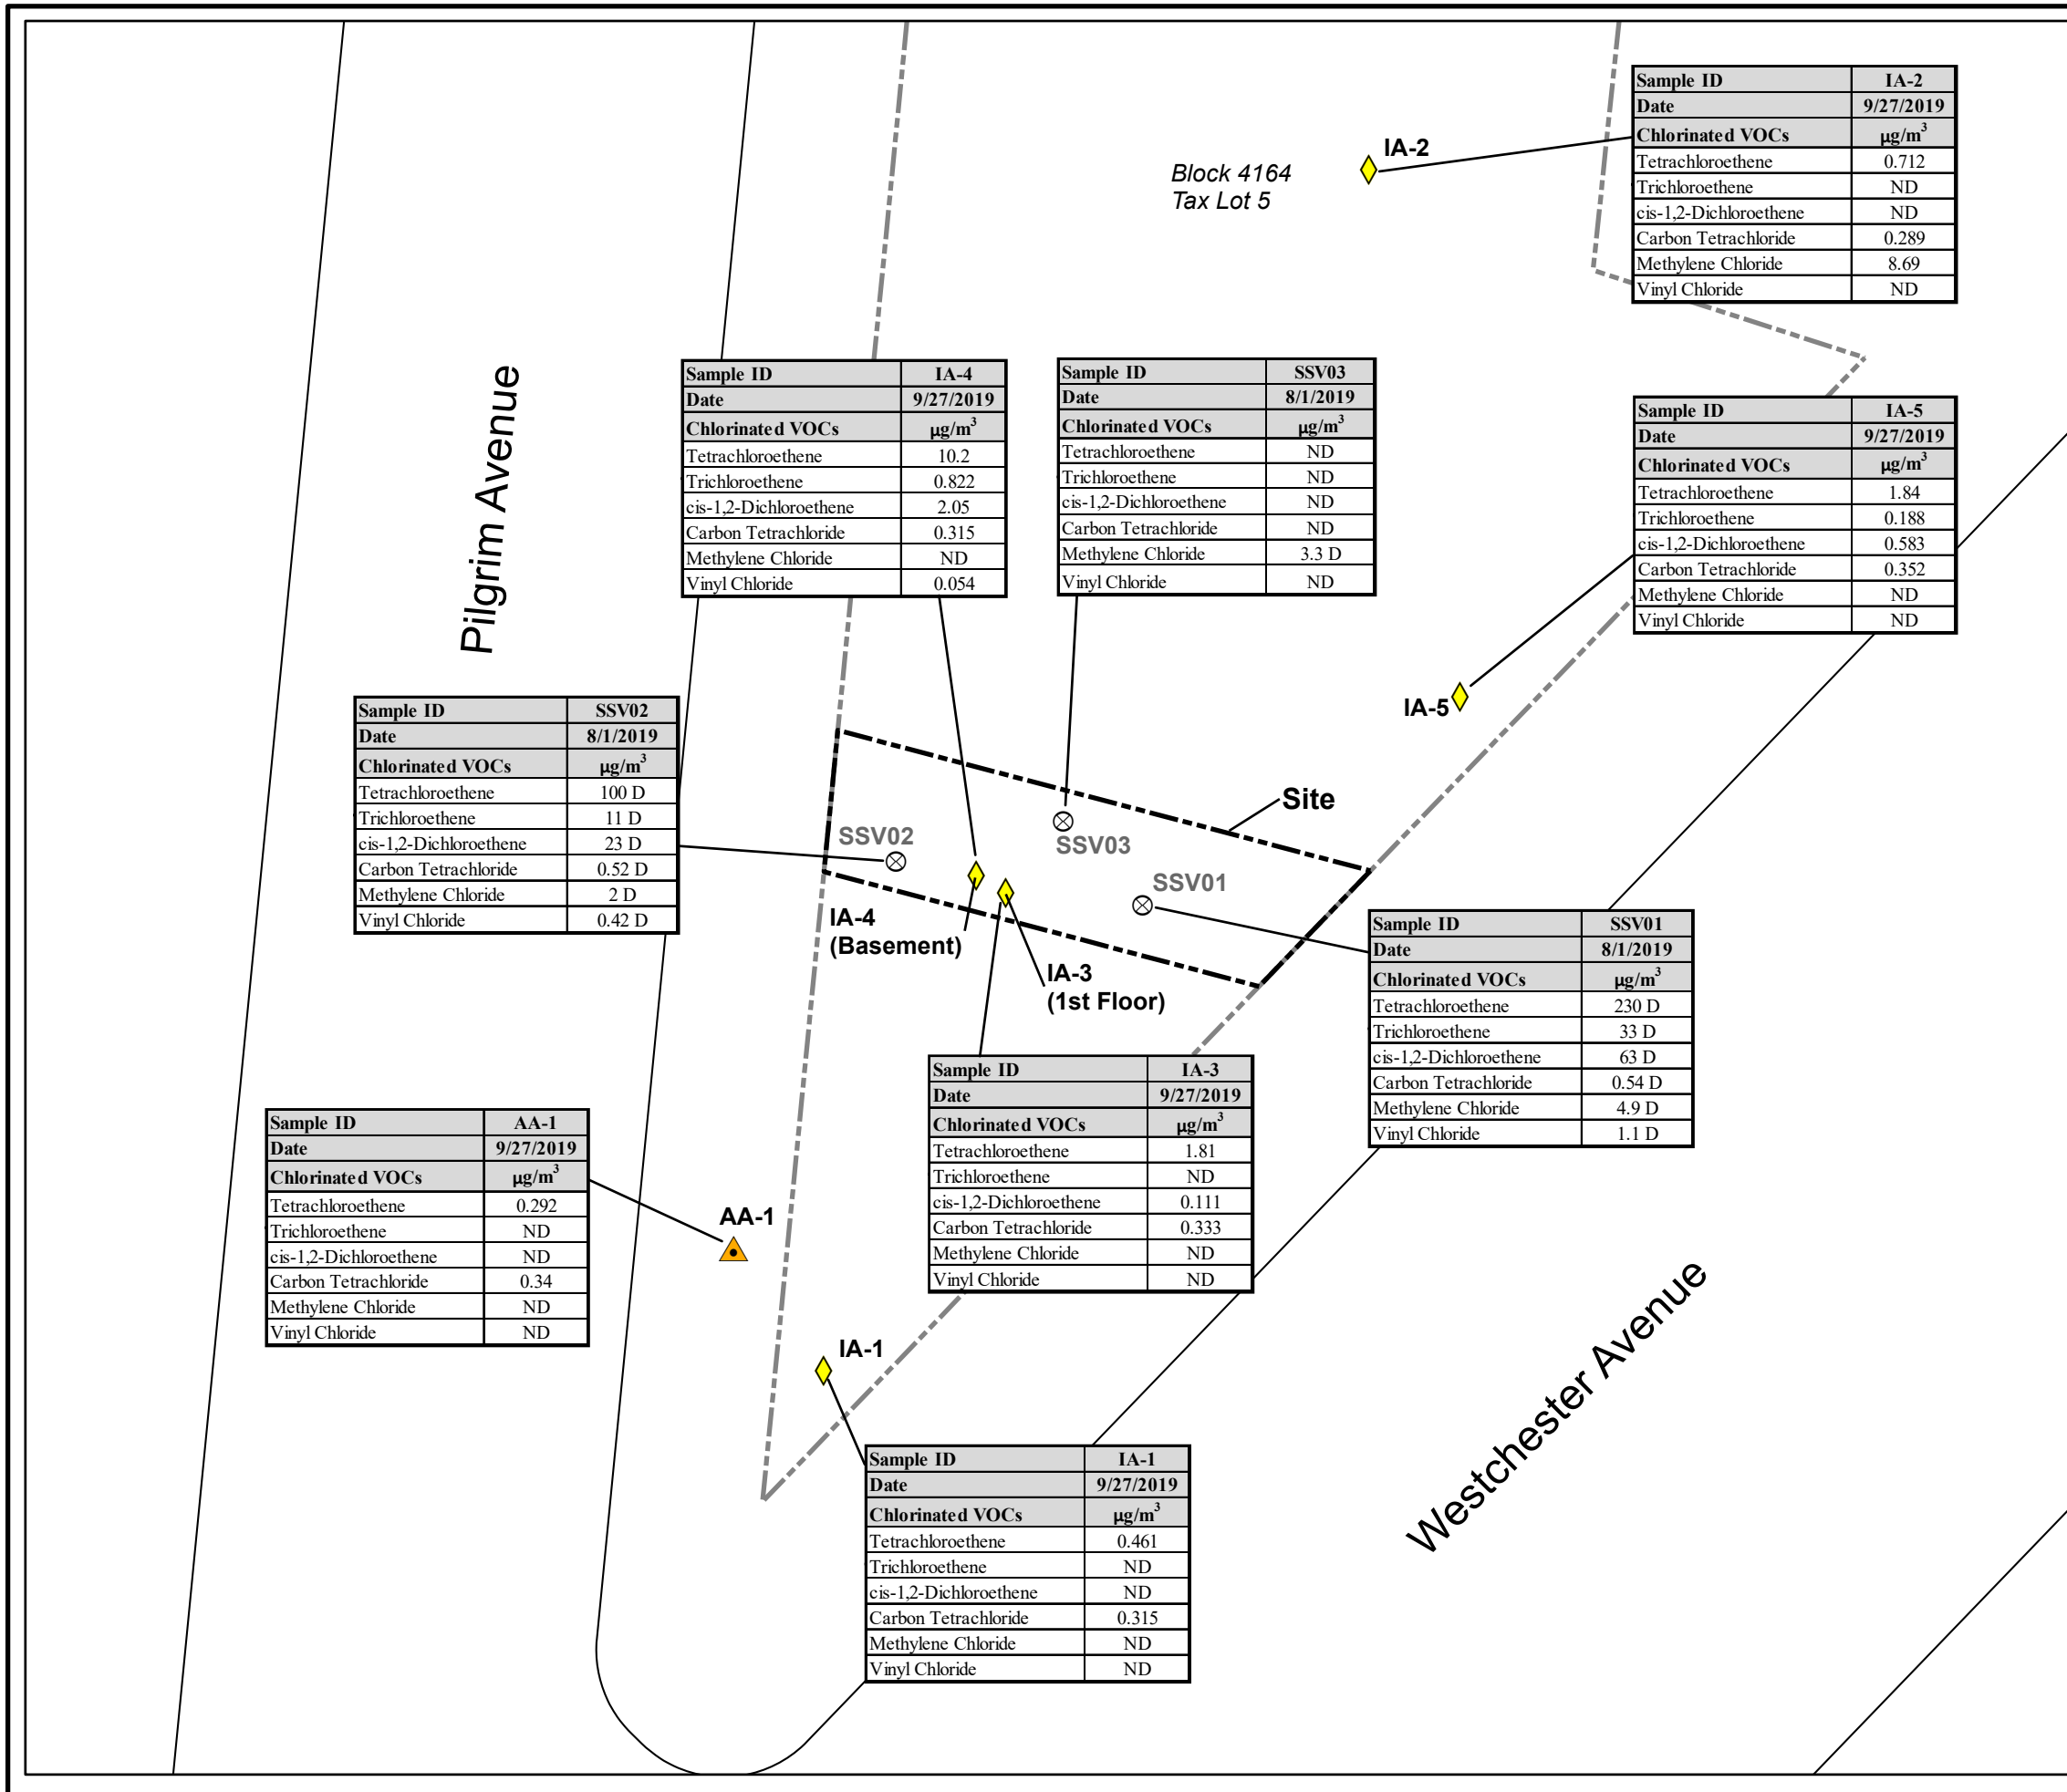 Block 4164
Tax Lot 5
IA-2
Sample ID IA-2
Date 9/27/2019
Chlorinated VOCs µg/m³
Tetrachloroethene 0.712
Trichloroethene ND
cis-1,2-Dichloroethene ND
Carbon Tetrachloride 0.289
Methylene Chloride 8.69
Vinyl Chloride ND
Pilgrim Avenue
Sample ID IA-4
Date 9/27/2019
Chlorinated VOCs µg/m³
Tetrachloroethene 10.2
Trichloroethene 0.822
cis-1,2-Dichloroethene 2.05
Carbon Tetrachloride 0.315
Methylene Chloride ND
Vinyl Chloride 0.054
Sample ID SSV03
Date 8/1/2019
Chlorinated VOCs µg/m³
Tetrachloroethene ND
Trichloroethene ND
cis-1,2-Dichloroethene ND
Carbon Tetrachloride ND
Methylene Chloride 3.3 D
Vinyl Chloride ND
Sample ID IA-5
Date 9/27/2019
Chlorinated VOCs µg/m³
Tetrachloroethene 1.84
Trichloroethene 0.188
cis-1,2-Dichloroethene 0.583
Carbon Tetrachloride 0.352
Methylene Chloride ND
Vinyl Chloride ND
IA-5
Sample ID SSV02
Date 8/1/2019
Chlorinated VOCs µg/m³
Tetrachloroethene 100 D
Trichloroethene 11 D
cis-1,2-Dichloroethene 23 D
Carbon Tetrachloride 0.52 D
Methylene Chloride 2 D
Vinyl Chloride 0.42 D
Site
SSV02
SSV03
SSV01
IA-4
(Basement)
IA-3
(1st Floor)
Sample ID SSV01
Date 8/1/2019
Chlorinated VOCs µg/m³
Tetrachloroethene 230 D
Trichloroethene 33 D
cis-1,2-Dichloroethene 63 D
Carbon Tetrachloride 0.54 D
Methylene Chloride 4.9 D
Vinyl Chloride 1.1 D
Sample ID IA-3
Date 9/27/2019
Chlorinated VOCs µg/m³
Tetrachloroethene 1.81
Trichloroethene ND
cis-1,2-Dichloroethene 0.111
Carbon Tetrachloride 0.333
Methylene Chloride ND
Vinyl Chloride ND
Sample ID AA-1
Date 9/27/2019
Chlorinated VOCs µg/m³
Tetrachloroethene 0.292
Trichloroethene ND
cis-1,2-Dichloroethene ND
Carbon Tetrachloride 0.34
Methylene Chloride ND
Vinyl Chloride ND
AA-1
IA-1
Westchester Avenue
Sample ID IA-1
Date 9/27/2019
Chlorinated VOCs µg/m³
Tetrachloroethene 0.461
Trichloroethene ND
cis-1,2-Dichloroethene ND
Carbon Tetrachloride 0.315
Methylene Chloride ND
Vinyl Chloride ND